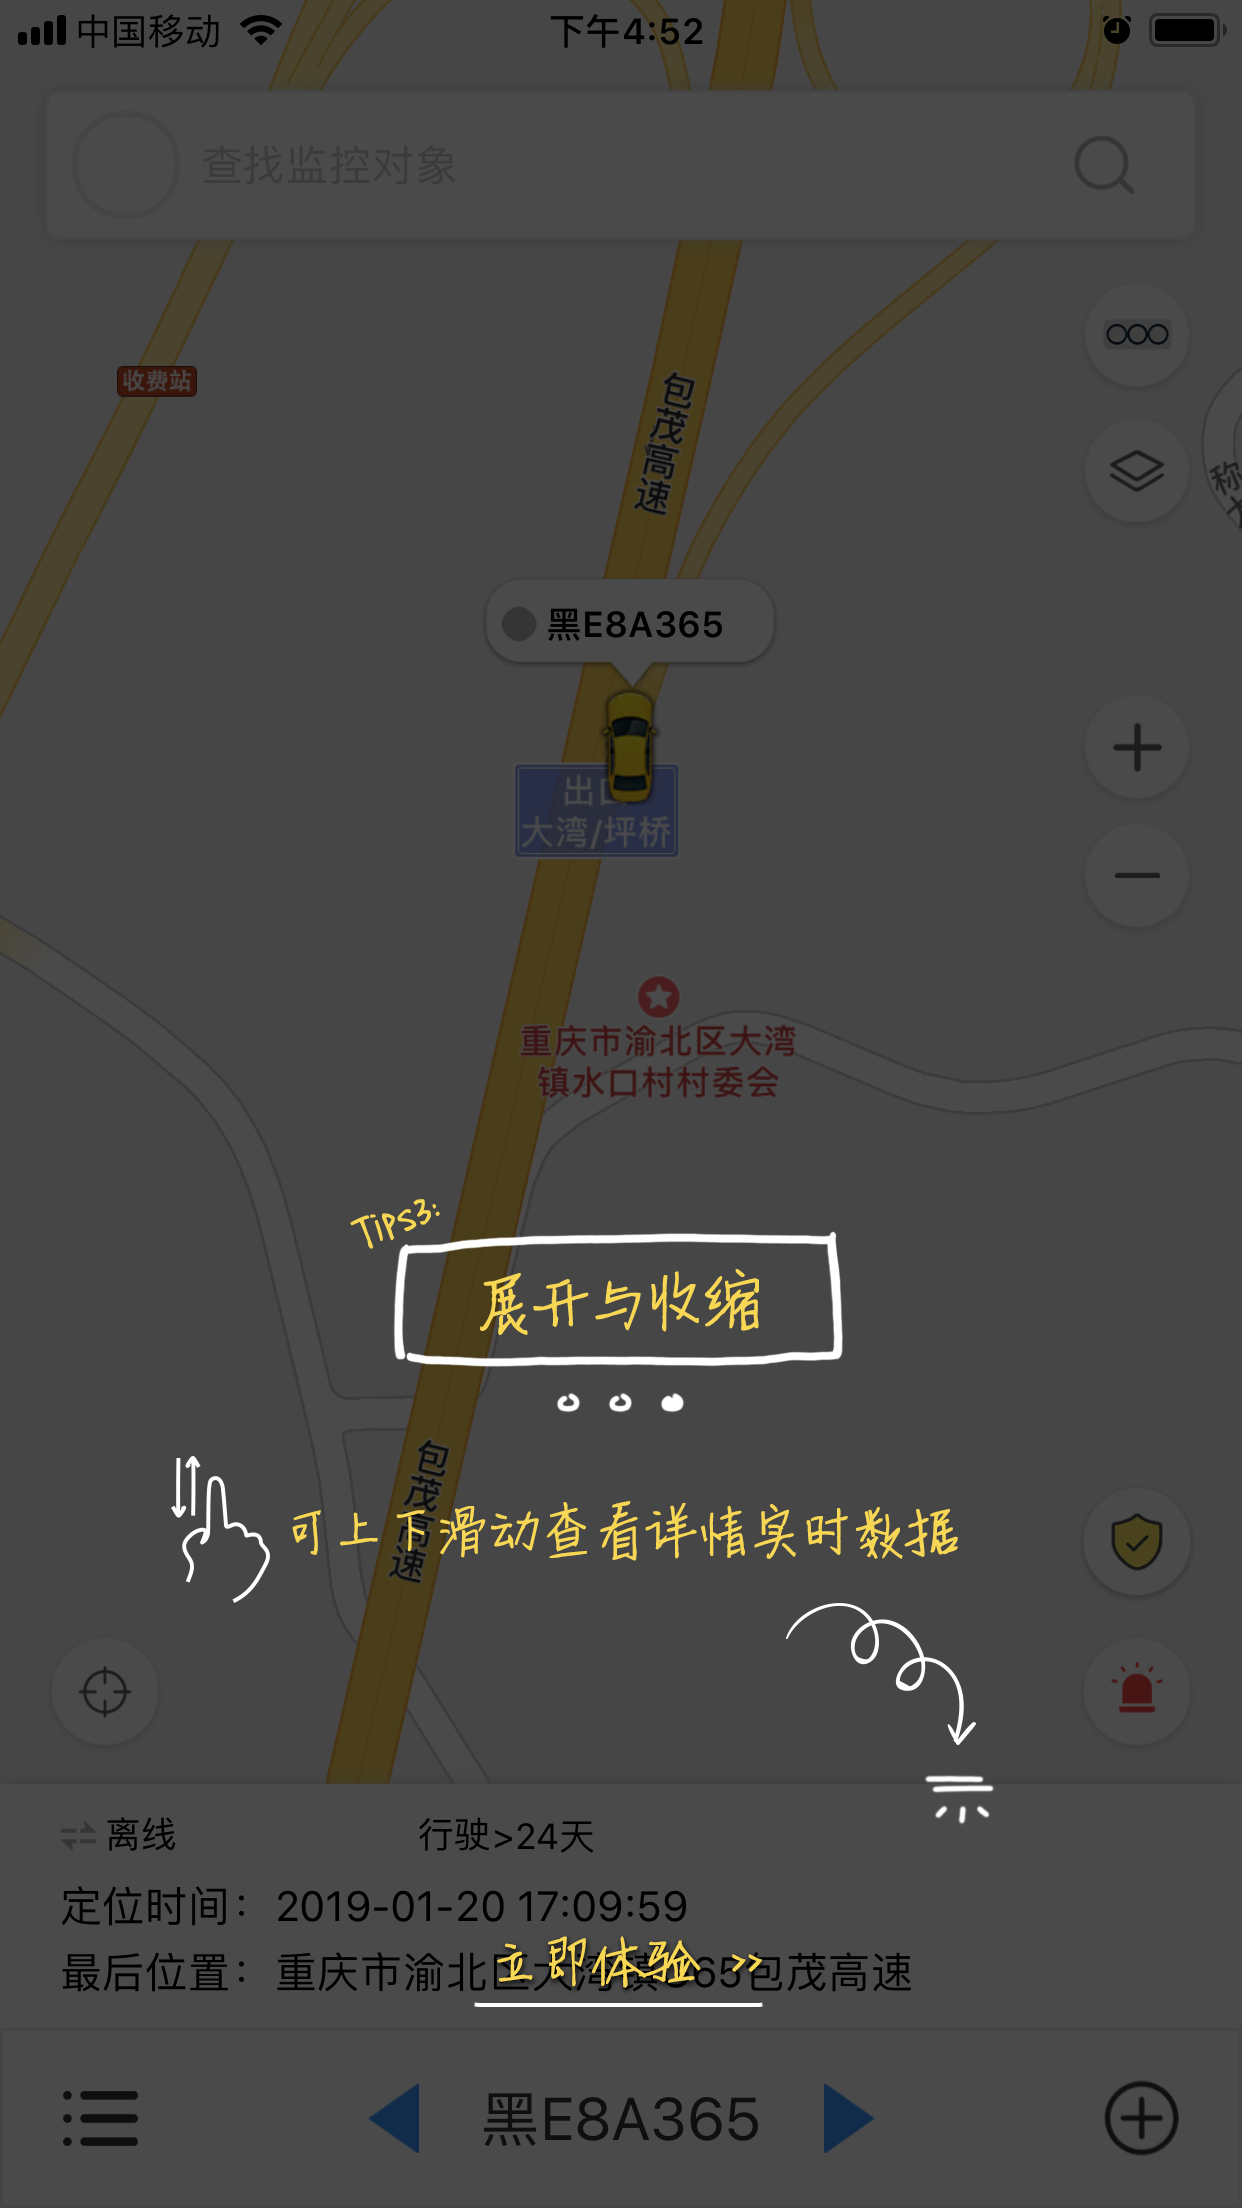 中国移动
下午4:52
查找监控对象
收费站
包茂高速
称
黑E8A365
出口
大湾/坪桥
重庆市渝北区大湾
镇水口村村委会
Tips3:
展开与收缩
可上下滑动查看详情实时数据
包茂高速
离线
行驶>24天
定位时间：2019-01-20 17:09:59
最后位置：重庆市渝北区大湾镇G65包茂高速
立即体验 >>
黑E8A365